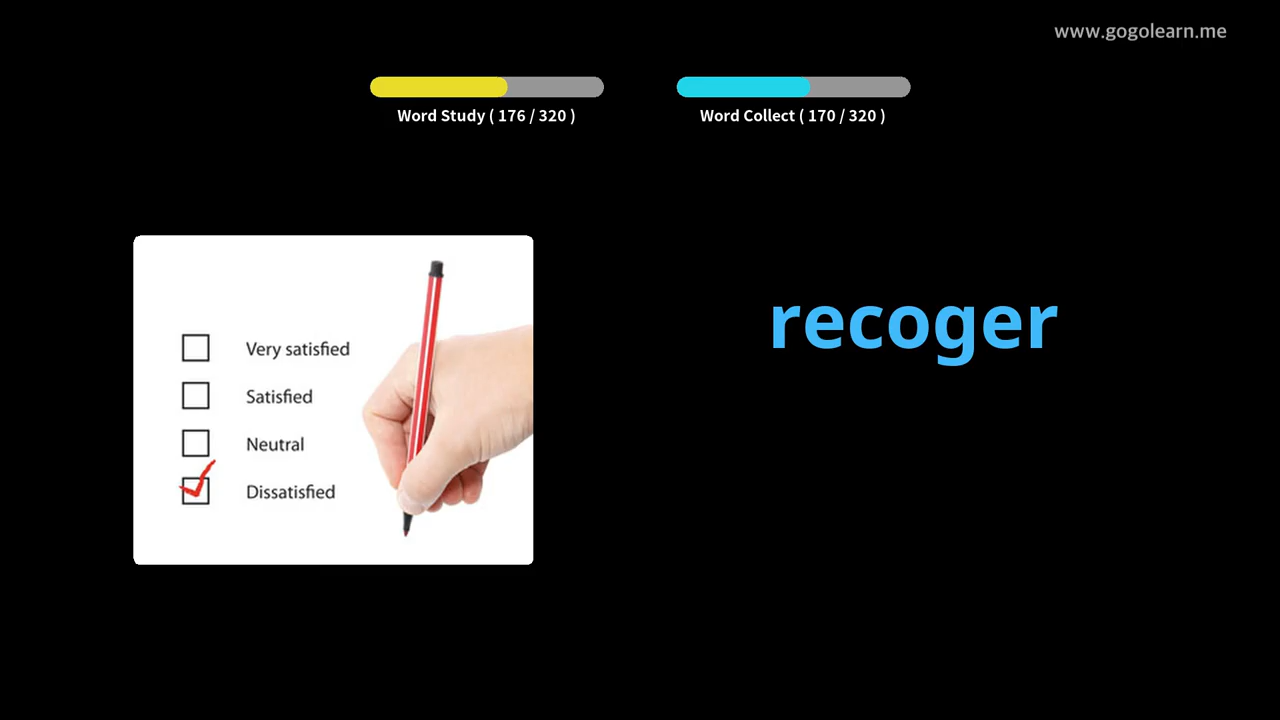 www.gogolearn.me
Word Study ( 176 / 320 )
Word Collect ( 170 / 320 )
recoger
Very satisfied
Satisfied
Neutral
Dissatisfied